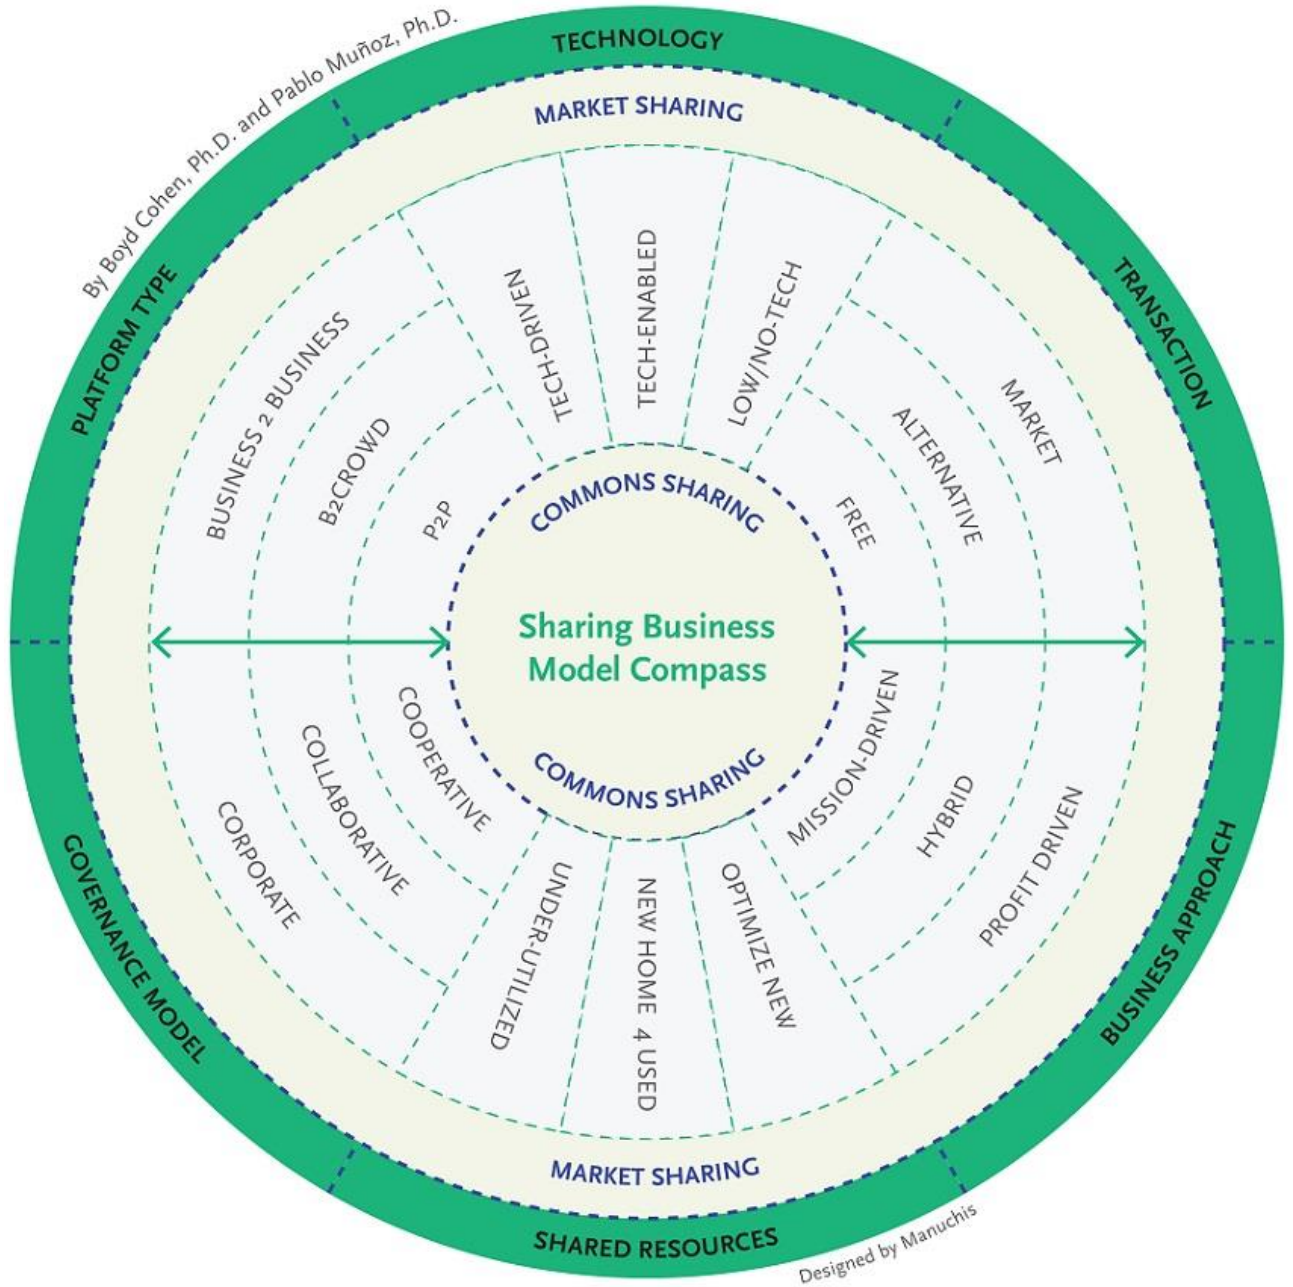 By Boyd Cohen, Ph.D. and Pablo Muñoz, Ph.D.
TECHNOLOGY
MARKET SHARING
PLATFORM TYPE
TRANSACTION
BUSINESS 2 BUSINESS
B2CROWD
P2P
TECH-DRIVEN
TECH-ENABLED
LOW/NO-TECH
FREE
ALTERNATIVE
MARKET
COMMONS SHARING
Sharing Business
Model Compass
COMMONS SHARING
CORPORATE
COLLABORATIVE
COOPERATIVE
UNDER-UTILIZED
NEW HOME 4 USED
OPTIMIZE NEW
MISSION-DRIVEN
HYBRID
PROFIT DRIVEN
GOVERNANCE MODEL
BUSINESS APPROACH
MARKET SHARING
SHARED RESOURCES
Designed by Manuchis